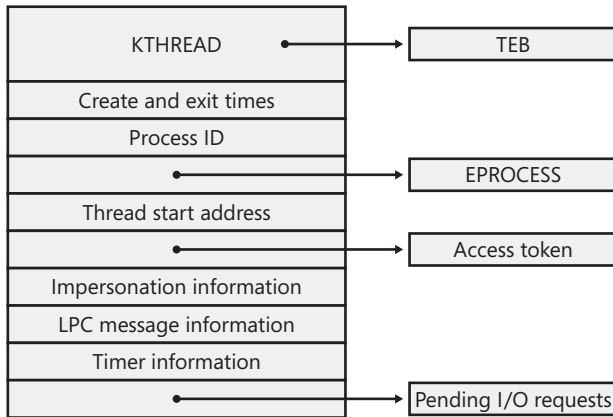 KTHREAD
TEB
Create and exit times
Process ID
EPROCESS
Thread start address
Access token
Impersonation information
LPC message information
Timer information
Pending I/O requests